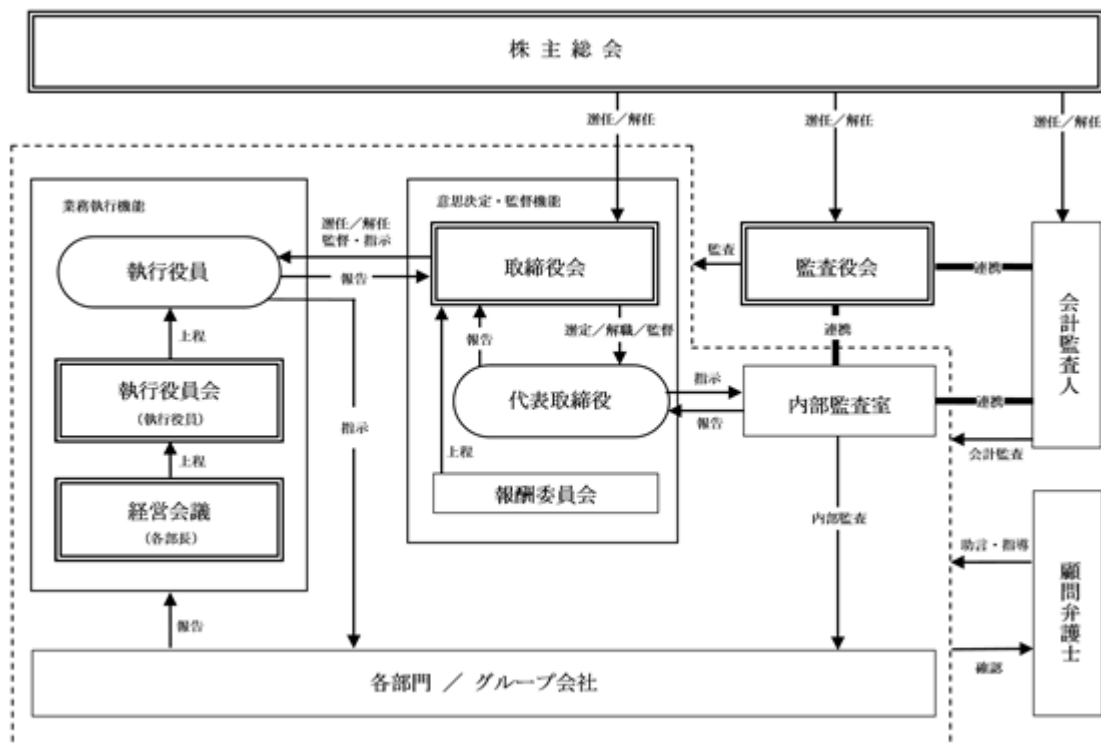 株主総会
選任／解任
選任／解任
選任／解任
業務執行機能
意思決定・監督機能
執行役員
選任／解任
監督・指示
報告
取締役会
監査
監査役会
連携
会計監査人
上程
報告
選定／解職／監督
連携
執行役員会
(執行役員)
指示
代表取締役
指示
報告
内部監査室
連携
会計監査
上程
上程
経営会議
(各部長)
報酬委員会
内部監査
助言・指導
顧問弁護士
報告
確認
各部門 ／ グループ会社